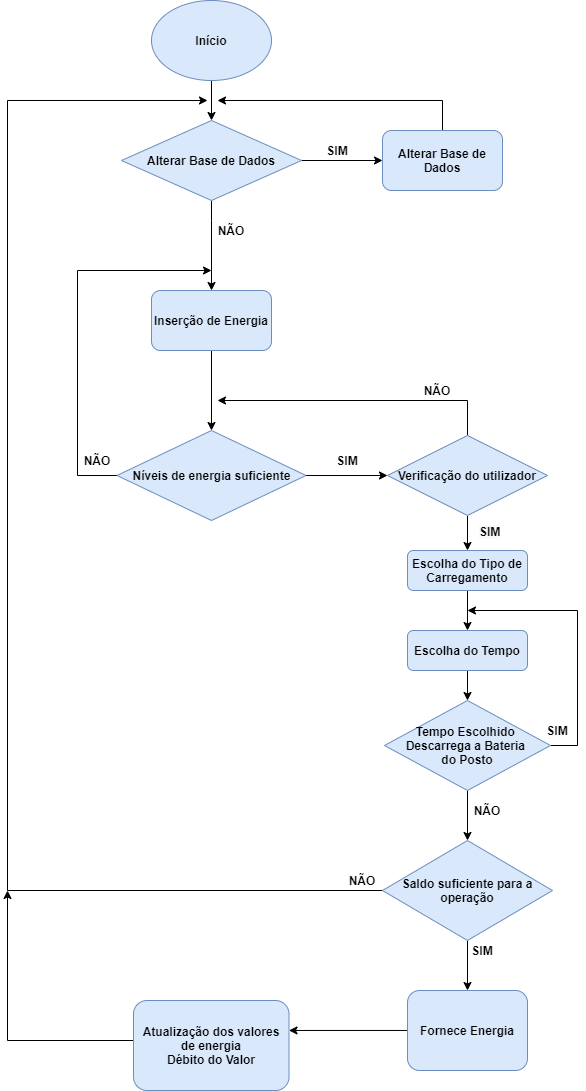 Início
Alterar Base de Dados
SIM
Alterar Base de
Dados
NÃO
Inserção de Energia
NÃO
NÃO
Níveis de energia suficiente
SIM
Verificação do utilizador
SIM
Escolha do Tipo de
Carregamento
Escolha do Tempo
Tempo Escolhido
Descarrega a Bateria
do Posto
SIM
NÃO
NÃO
Saldo suficiente para a
operação
SIM
Fornece Energia
Atualização dos valores
de energia
Débito do Valor